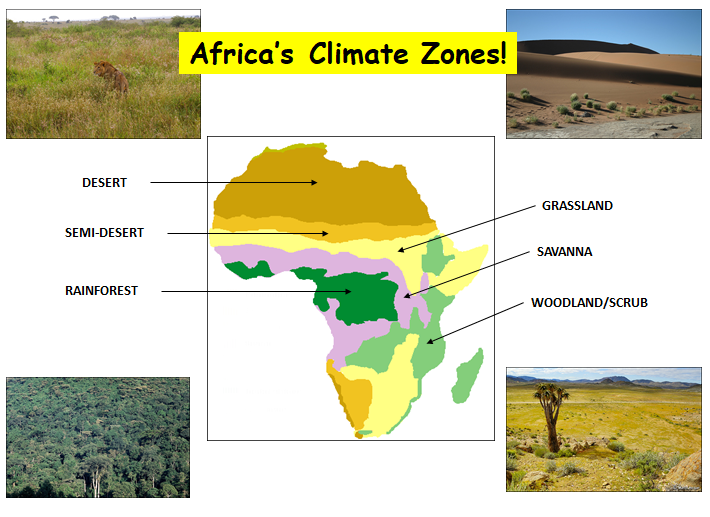 Africa's Climate Zones!
DESERT
SEMI-DESERT
RAINFOREST
GRASSLAND
SAVANNA
WOODLAND/SCRUB